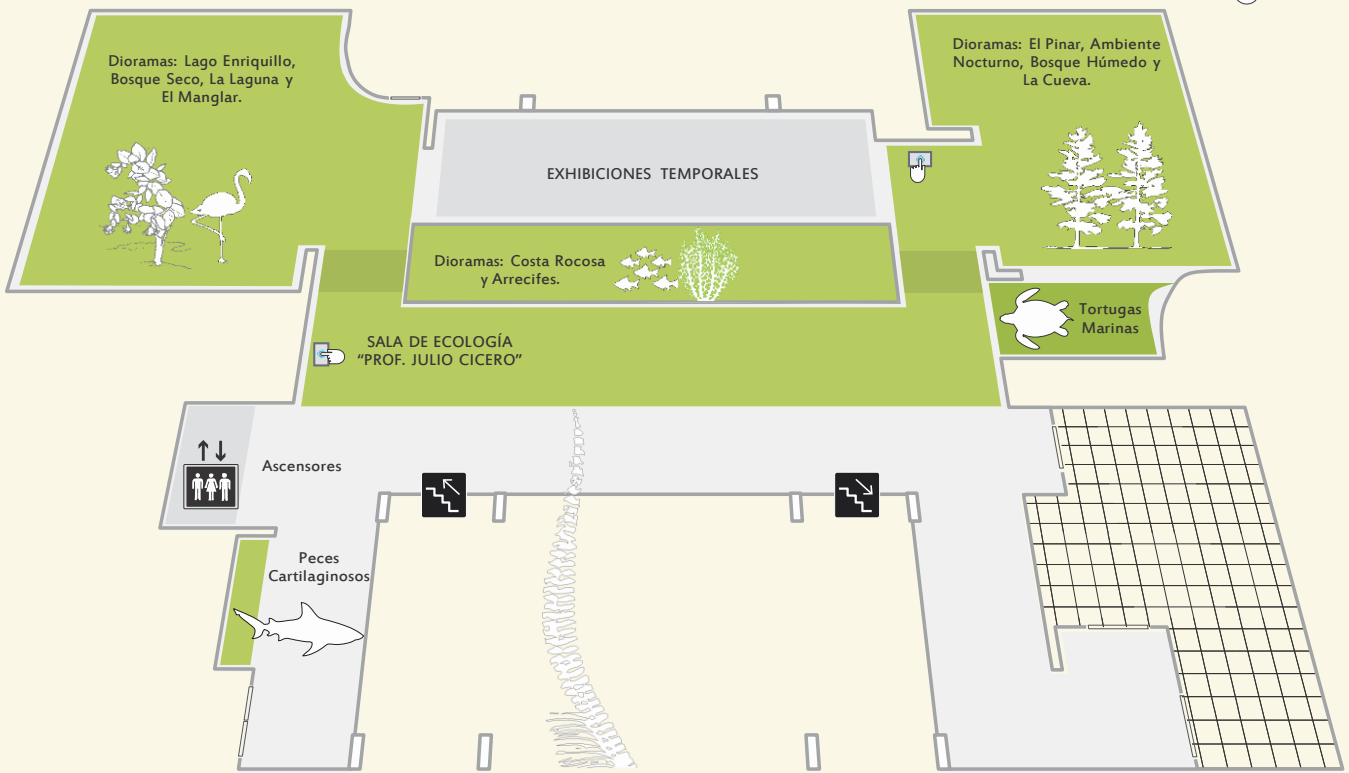 Dioramas: Lago Enriquillo,
Bosque Seco, La Laguna y
El Manglar.
Dioramas: El Pinar, Ambiente
Nocturno, Bosque Húmedo y
La Cueva.
EXHIBICIONES TEMPORALES
Dioramas: Costa Rocosa
y Arrecifes.
Tortugas
Marinas
SALA DE ECOLOGÍA
“PROF. JULIO CICERO”
Ascensores
Peces
Cartilaginosos